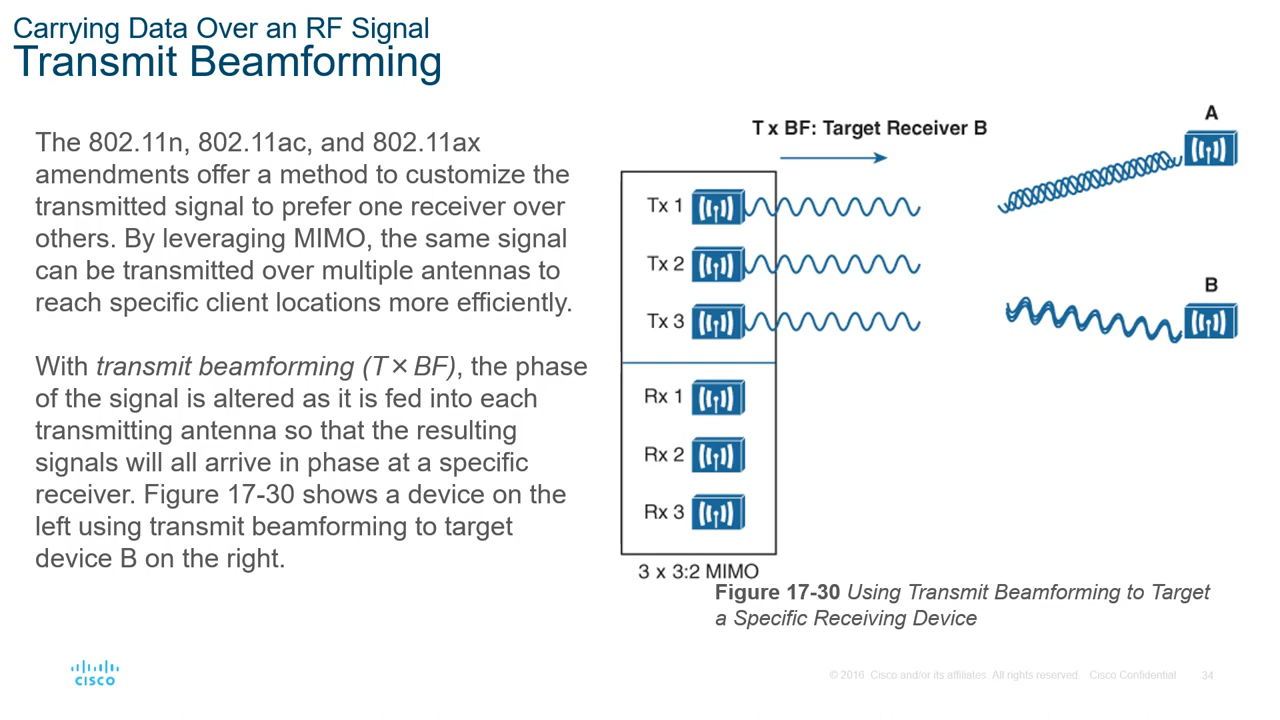 Carrying Data Over an RF Signal
Transmit Beamforming
The 802.11n, 802.11ac, and 802.11ax
amendments offer a method to customize the
transmitted signal to prefer one receiver over
others. By leveraging MIMO, the same signal
can be transmitted over multiple antennas to
reach specific client locations more efficiently.
With transmit beamforming (T×BF), the phase
of the signal is altered as it is fed into each
transmitting antenna so that the resulting
signals will all arrive in phase at a specific
receiver. Figure 17-30 shows a device on the
left using transmit beamforming to target
device B on the right.
T x BF: Target Receiver B
A
B
Tx 1
Tx 2
Tx 3
Rx 1
Rx 2
Rx 3
3 x 3:2 MIMO
Figure 17-30 Using Transmit Beamforming to Target
a Specific Receiving Device
CISCO
© 2016 Cisco and/or its affiliates. All rights reserved. Cisco Confidential 34